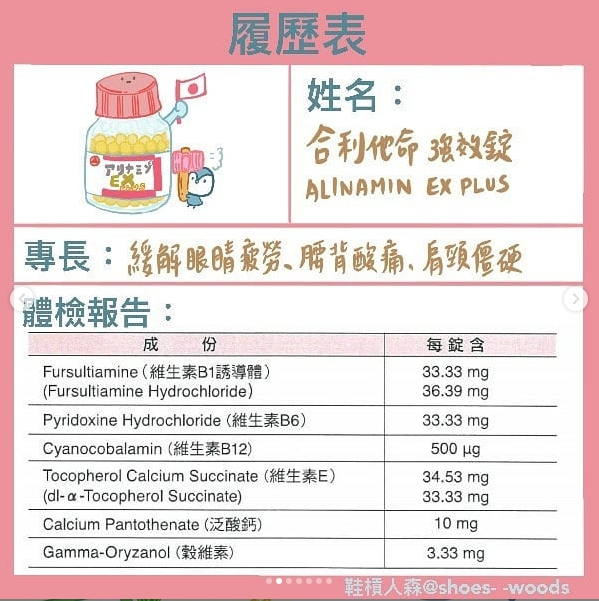 履歷表
姓名：
合利他命 強效錠
ALINAMIN EX PLUS
アリナミン
EX
PLUS
專長：緩解眼睛疲勞、腰背酸痛、肩頸僵硬
體檢報告：
成 份 每錠含
Fursultiamine（維生素B1誘導體） 33.33 mg
(Fursultiamine Hydrochloride) 36.39 mg
Pyridoxine Hydrochloride（維生素B6） 33.33 mg
Cyanocobalamin（維生素B12） 500 μg
Tocopherol Calcium Succinate（維生素E） 34.53 mg
(dl-α-Tocopherol Succinate) 33.33 mg
Calcium Pantothenate（泛酸鈣） 10 mg
Gamma-Oryzanol（穀維素） 3.33 mg
鞋槓人森@shoes- -woods